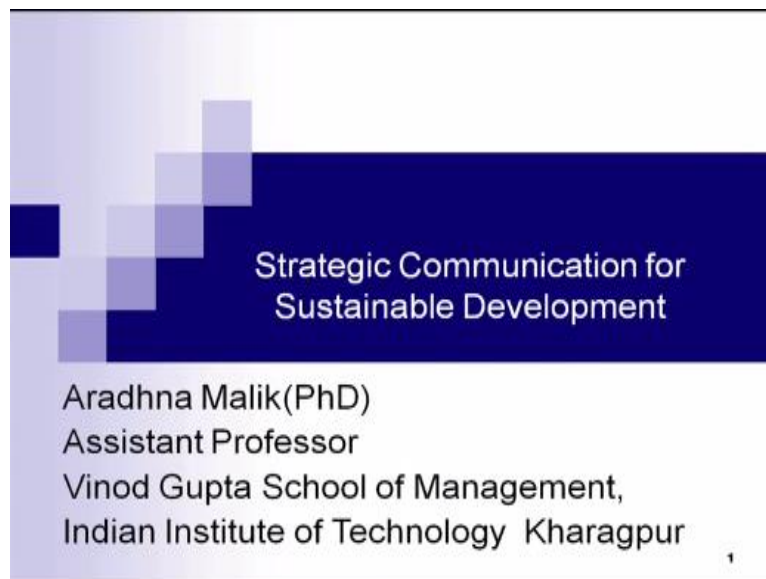 Strategic Communication for
Sustainable Development
Aradhna Malik(PhD)
Assistant Professor
Vinod Gupta School of Management,
Indian Institute of Technology Kharagpur
1